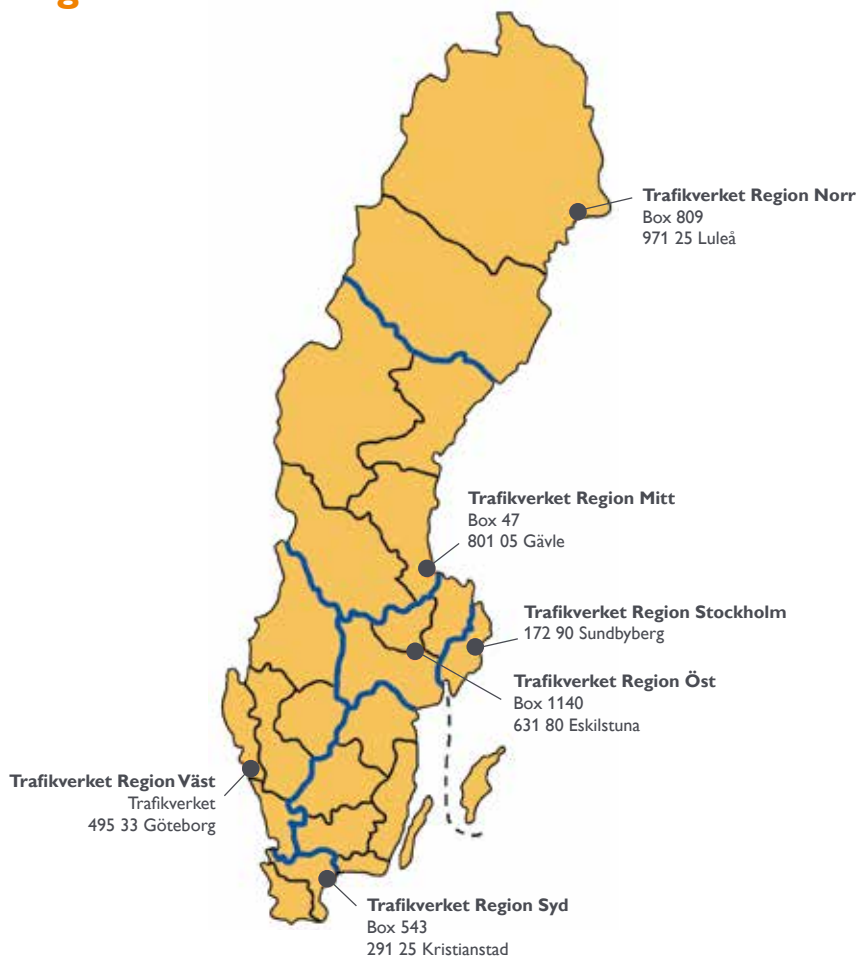 g
Trafikverket Region Norr
Box 809
971 25 Luleå
Trafikverket Region Mitt
Box 47
801 05 Gävle
Trafikverket Region Stockholm
172 90 Sundbyberg
Trafikverket Region Öst
Box 1140
631 80 Eskilstuna
Trafikverket Region Väst
Trafikverket
495 33 Göteborg
Trafikverket Region Syd
Box 543
291 25 Kristianstad